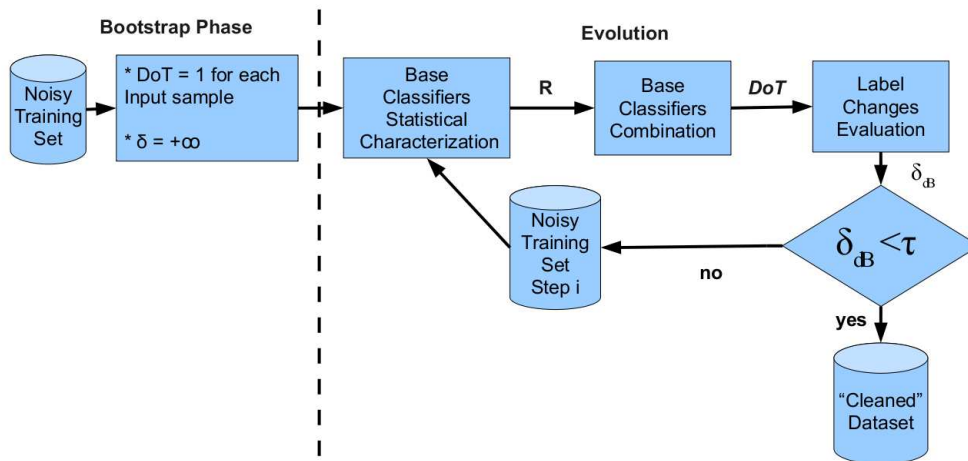 Bootstrap Phase
Evolution
Noisy
Training
Set
* DoT = 1 for each
Input sample
* δ = +∞
Base
Classifiers
Statistical
Characterization
R
Base
Classifiers
Combination
DoT
Label
Changes
Evaluation
δdB
δdB<τ
no
Noisy
Training
Set
Step i
yes
“Cleaned”
Dataset